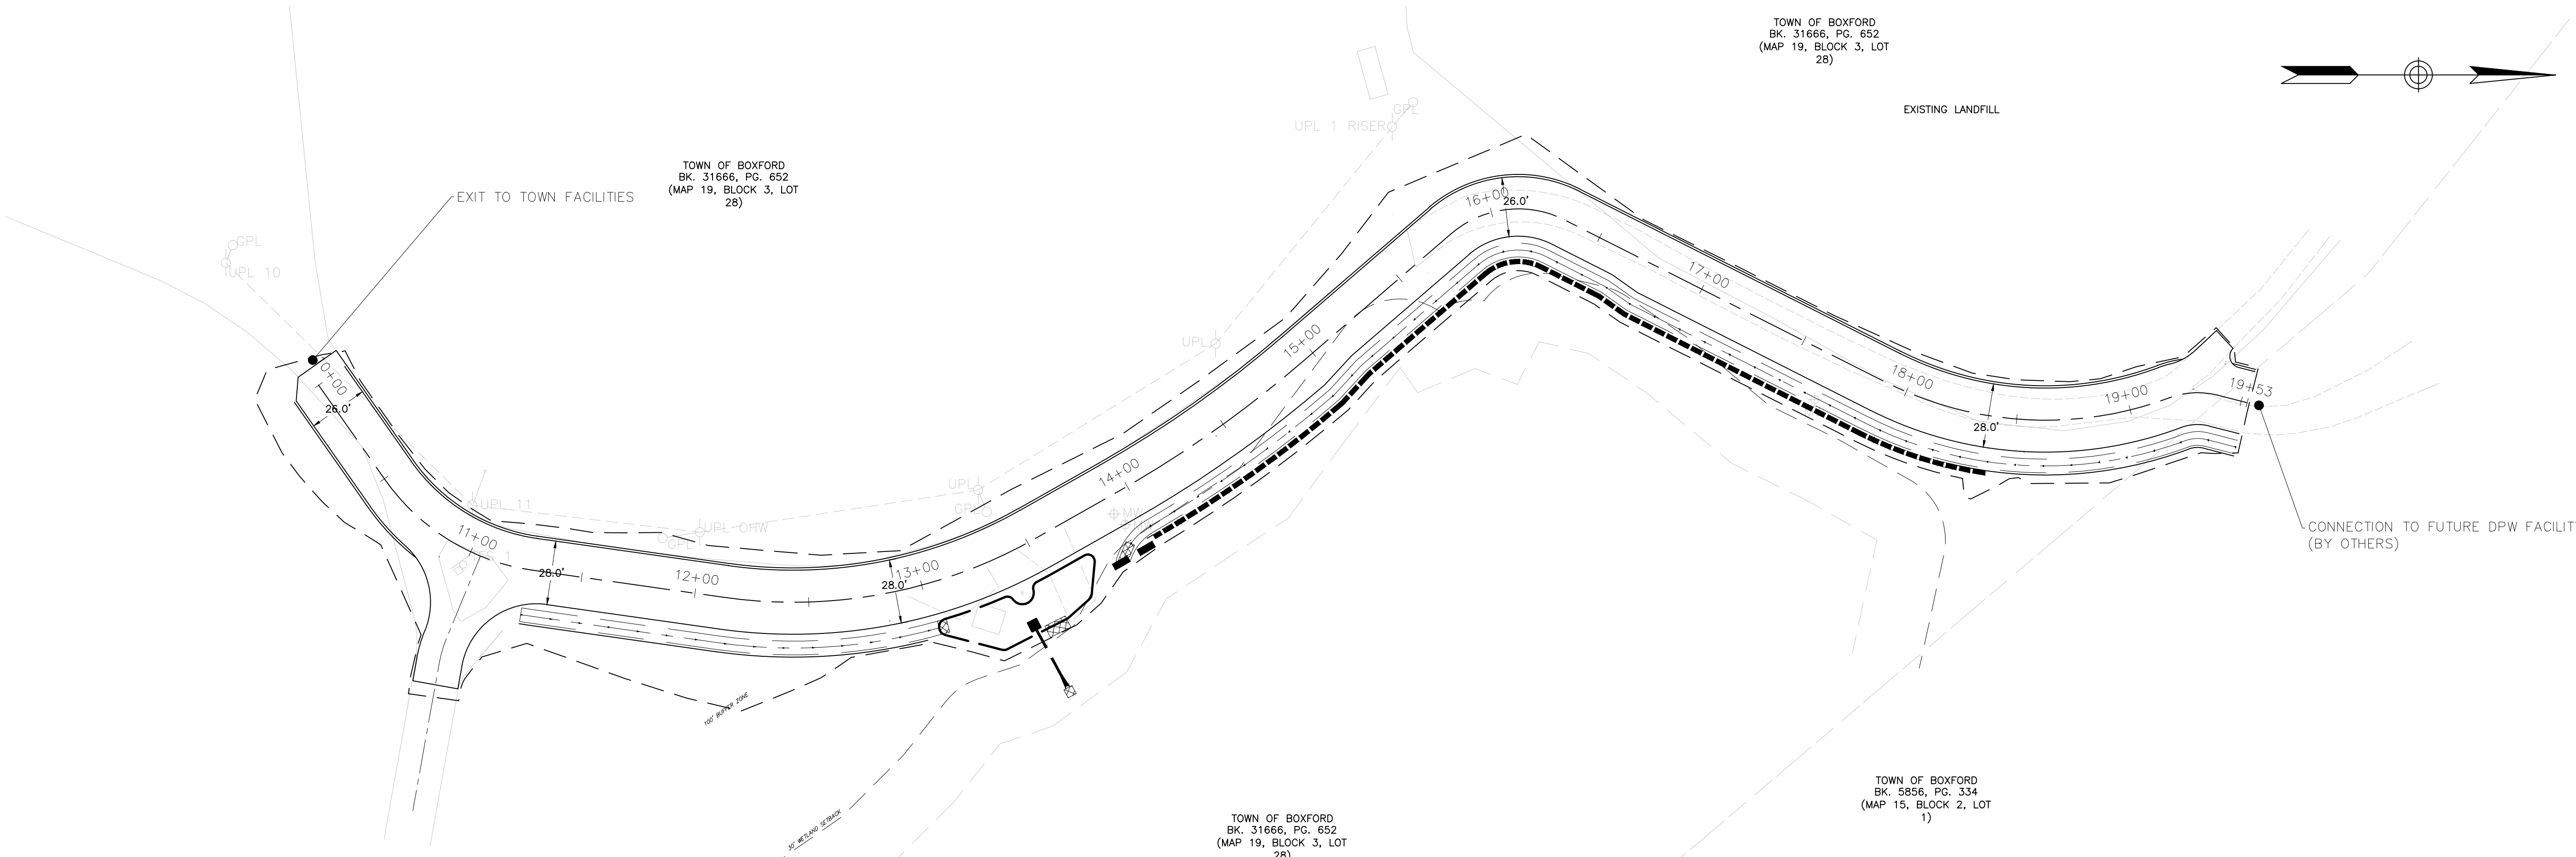 TOWN OF BOXFORD
BK. 31666, PG. 652
(MAP 19, BLOCK 3, LOT
28)
EXISTING LANDFILL
GPL
UPL 1 RISER
TOWN OF BOXFORD
BK. 31666, PG. 652
(MAP 19, BLOCK 3, LOT
28)
EXIT TO TOWN FACILITIES
GPL
UPL 10
16+00
26.0'
17+00
15+00
UPL
0+00
26.0'
18+00
19+00
19+53
28.0'
14+00
UPL
GPL
MW
UPL 11
UPL OHW
GPL
11+00
28.0'
12+00
13+00
28.0'
CONNECTION TO FUTURE DPW FACILIT
(BY OTHERS)
100' BUFFER ZONE
30' WETLAND SETBACK
TOWN OF BOXFORD
BK. 5856, PG. 334
(MAP 15, BLOCK 2, LOT
1)
TOWN OF BOXFORD
BK. 31666, PG. 652
(MAP 19, BLOCK 3, LOT
28)